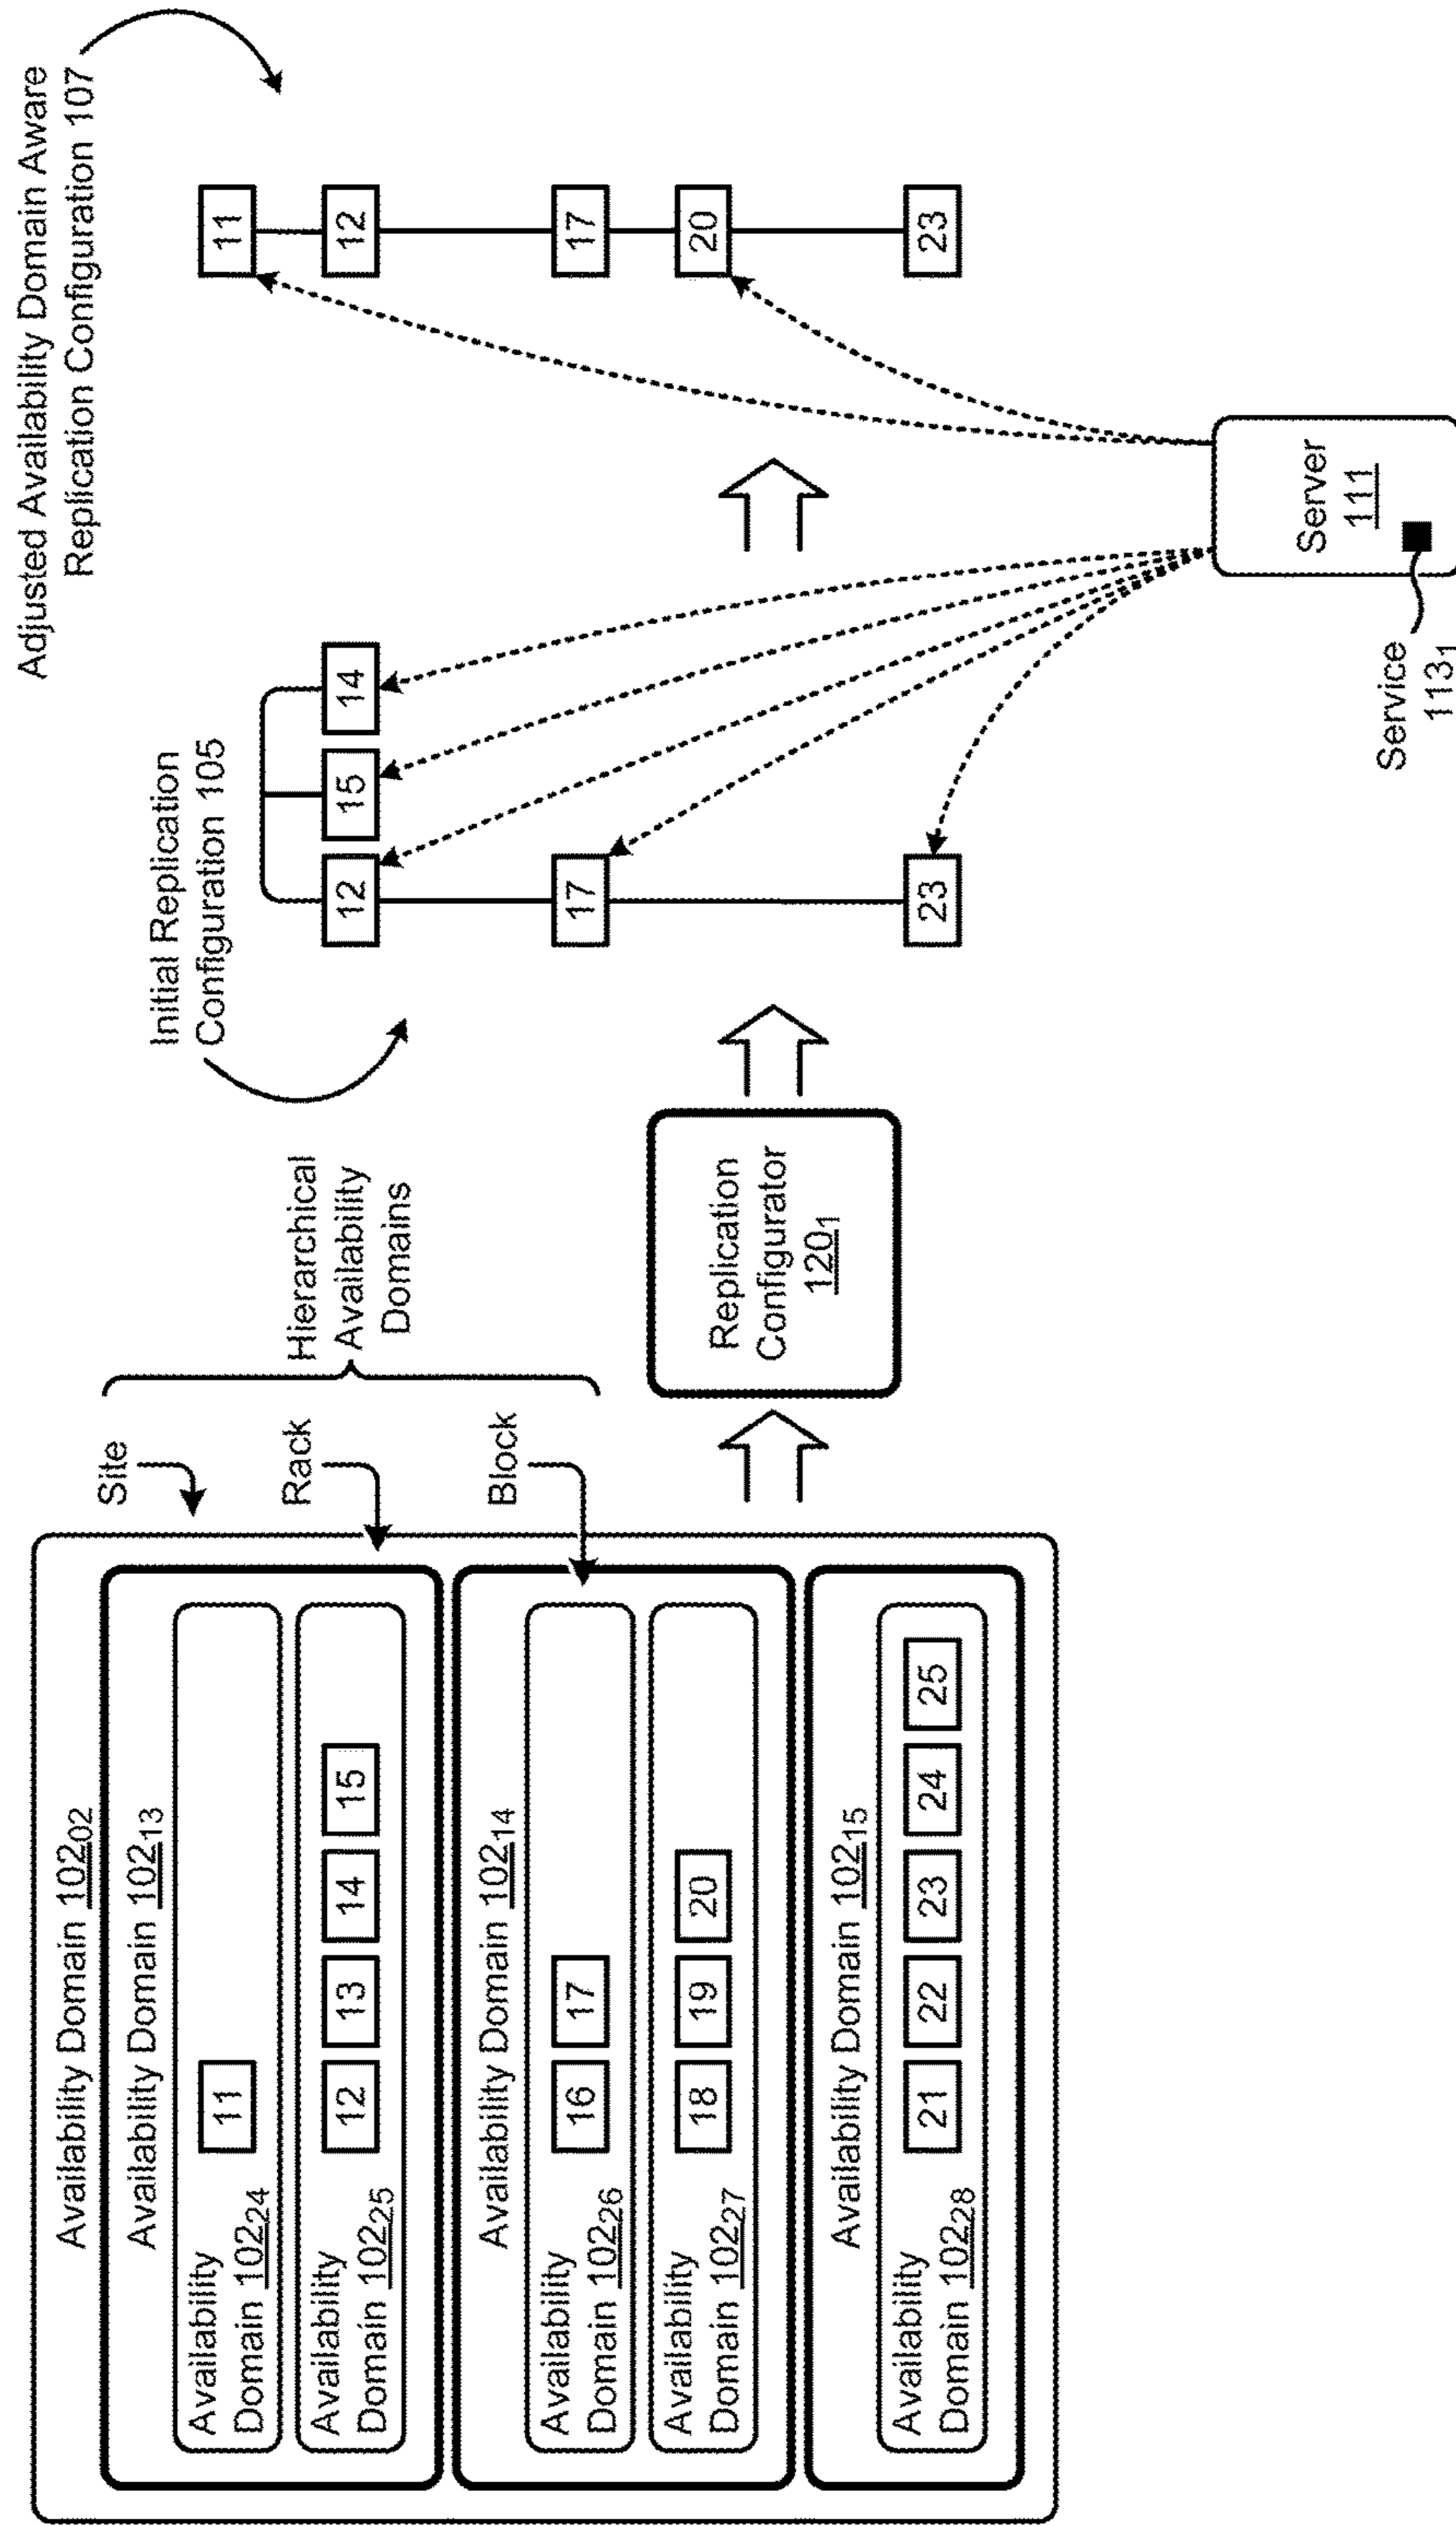 Availability Domain 102₀₂
Availability Domain 102₁₃
Availability
Domain 102₂₄
11
Availability
Domain 102₂₅
12
13
14
15
Availability Domain 102₁₄
Availability
Domain 102₂₆
16
17
Availability
Domain 102₂₇
18
19
20
Availability Domain 102₁₅
Availability
Domain 102₂₈
21
22
23
24
25
Site
Rack
Block
Hierarchical
Availability
Domains
Replication
Configurator
120₁
Initial Replication
Configuration 105
12
15
14
17
23
Adjusted Availability Domain Aware
Replication Configuration 107
11
12
17
20
23
Server
111
Service
113₁